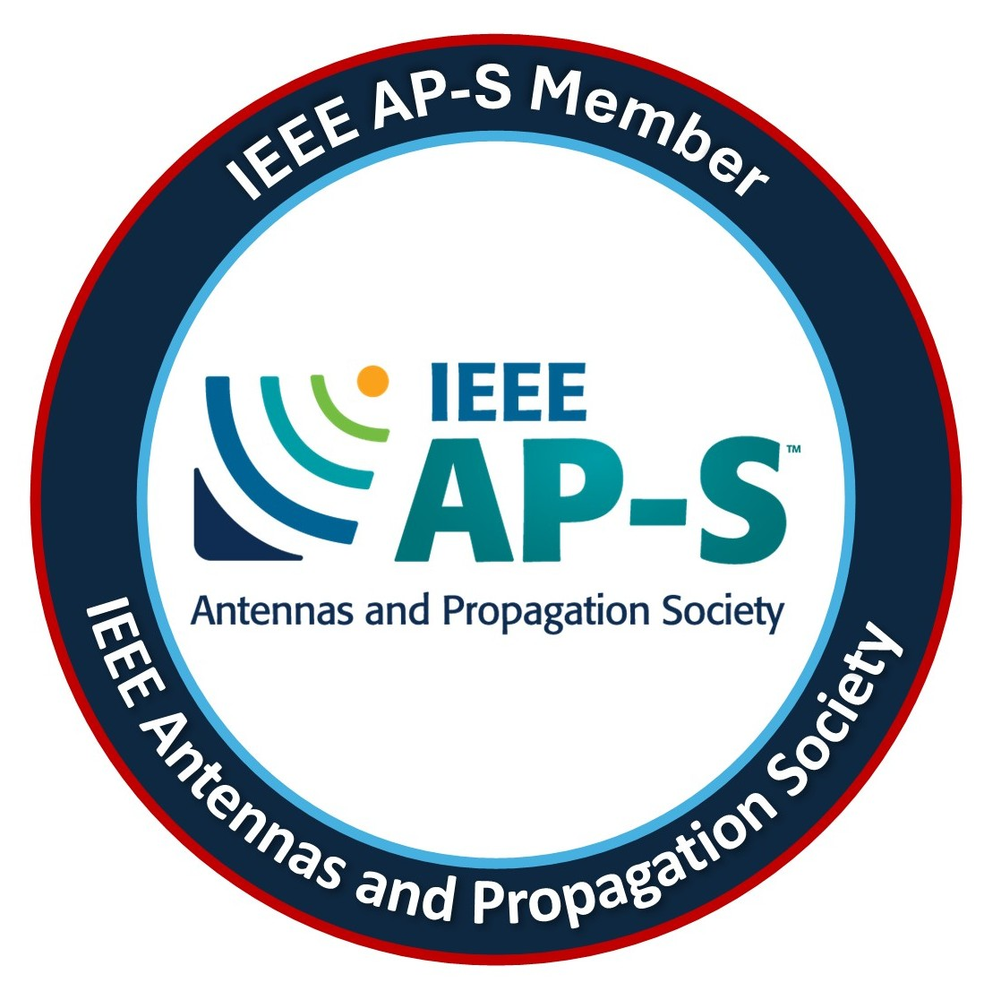 IEEE AP-S Member
IEEE
AP-S™
Antennas and Propagation Society
IEEE Antennas and Propagation Society